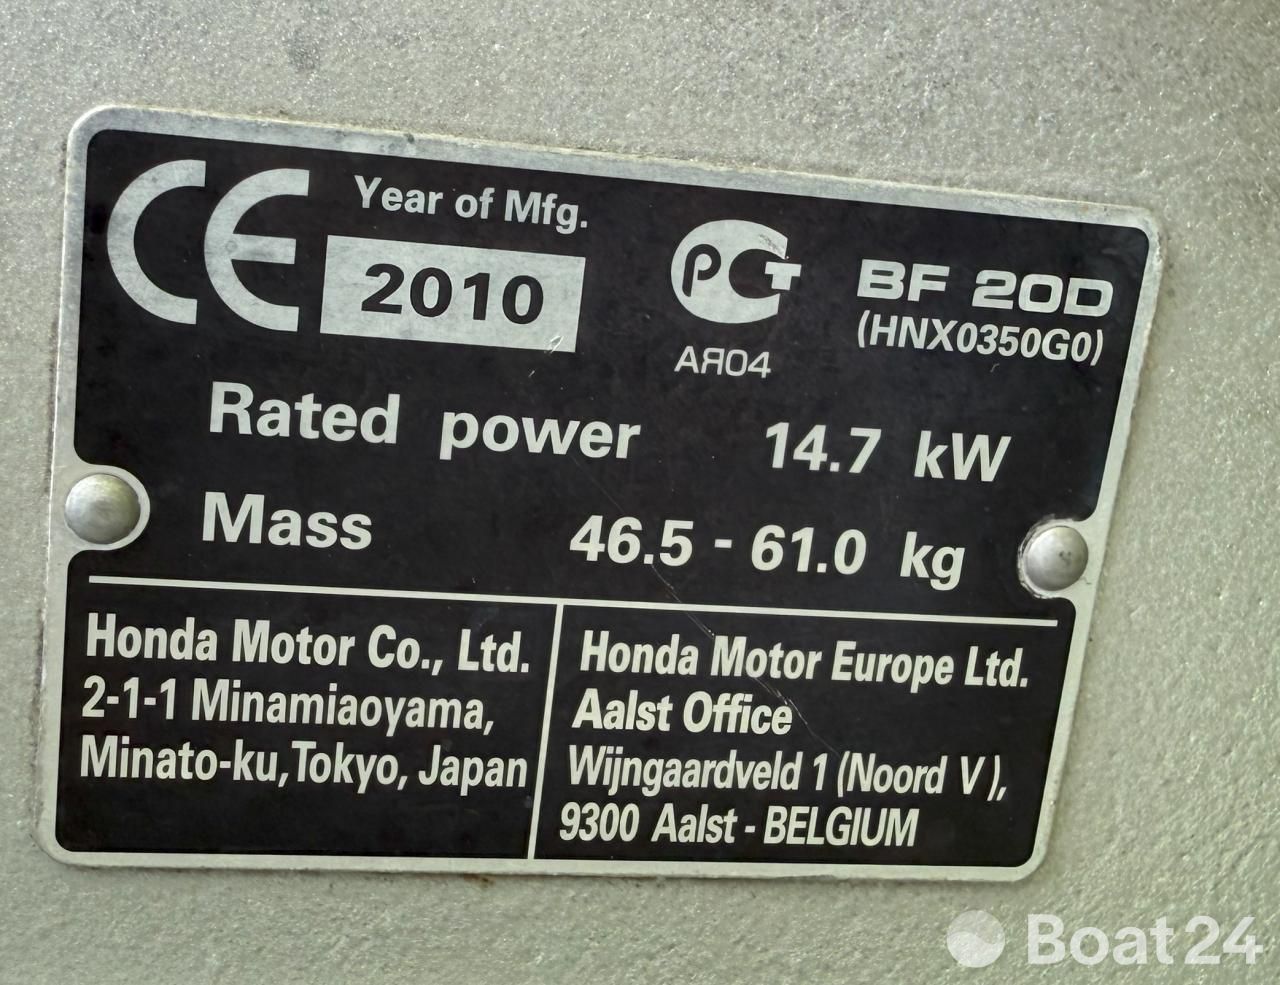 CE
Year of Mfg.
2010
PCT
АЯ04
BF 20D
(HNX0350G0)
Rated power 14.7 kW
Mass 46.5 - 61.0 kg
Honda Motor Co., Ltd.
2-1-1 Minamiaoyama,
Minato-ku, Tokyo, Japan
Honda Motor Europe Ltd.
Aalst Office
Wijngaardveld 1 (Noord V),
9300 Aalst - BELGIUM
Boat24